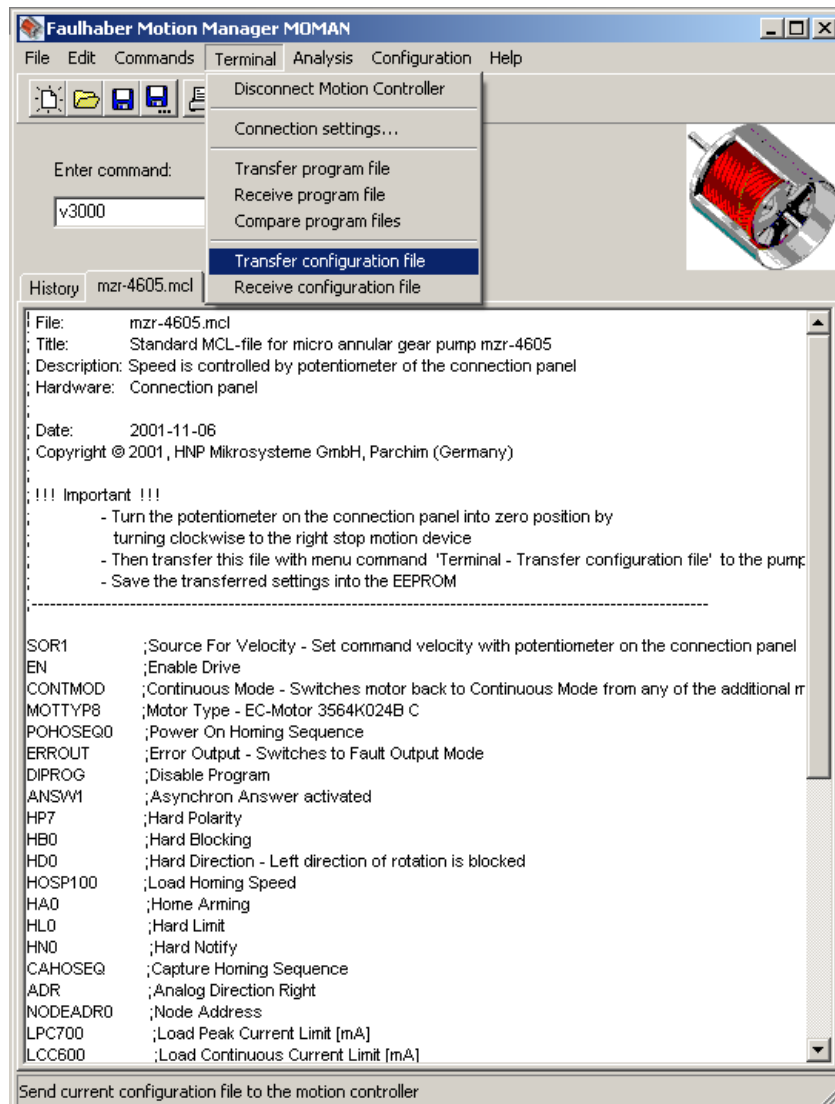 Faulhaber Motion Manager MOMAN
File Edit Commands Terminal Analysis Configuration Help
Disconnect Motion Controller
Connection settings...
Transfer program file
Receive program file
Compare program files
Transfer configuration file
Receive configuration file
Enter command:
v3000
History mzr-4605.mcl
; File: mzr-4605.mcl
; Title: Standard MCL-file for micro annular gear pump mzr-4605
; Description: Speed is controlled by potentiometer of the connection panel
; Hardware: Connection panel
;
; Date: 2001-11-06
; Copyright © 2001, HNP Mikrosysteme GmbH, Parchim (Germany)
;
; !!! Important !!!
; - Turn the potentiometer on the connection panel into zero position by
; turning clockwise to the right stop motion device
; - Then transfer this file with menu command 'Terminal - Transfer configuration file' to the pump
; - Save the transferred settings into the EEPROM
;--------------------------------------------------------------------------------------------------------------
SOR1 ;Source For Velocity - Set command velocity with potentiometer on the connection panel
EN ;Enable Drive
CONTMOD ;Continuous Mode - Switches motor back to Continuous Mode from any of the additional
MOTTYP8 ;Motor Type - EC-Motor 3564K024B C
POHOSEQ0 ;Power On Homing Sequence
ERROUT ;Error Output - Switches to Fault Output Mode
DIPROG ;Disable Program
ANSW1 ;Asynchron Answer activated
HP7 ;Hard Polarity
HB0 ;Hard Blocking
HD0 ;Hard Direction - Left direction of rotation is blocked
HOSP100 ;Load Homing Speed
HA0 ;Home Arming
HL0 ;Hard Limit
HN0 ;Hard Notify
CAHOSEQ ;Capture Homing Sequence
ADR ;Analog Direction Right
NODEADR0 ;Node Address
LPC700 ;Load Peak Current Limit [mA]
LCC600 ;Load Continuous Current Limit [mA]
Send current configuration file to the motion controller